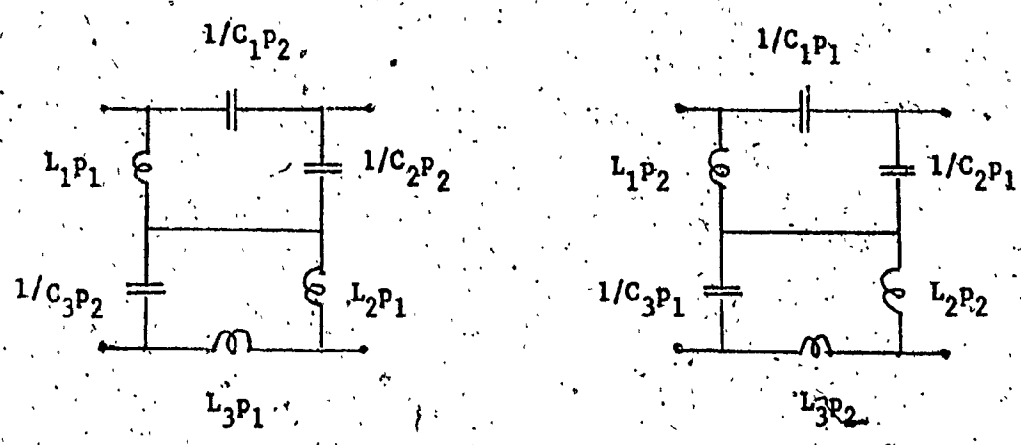 1/C₁p₂
1/C₁p₁
L₁p₁
1/C₂p₂
L₁p₂
1/C₂p₁
1/C₃p₂
L₂p₁
1/C₃p₁
L₂p₂
L₃p₁
L₃p₂